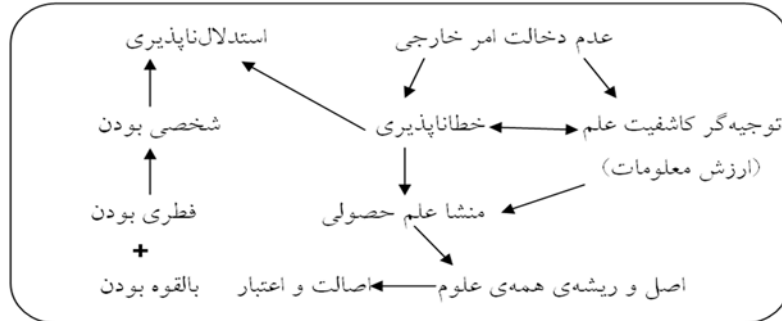 عدم دخالت امر خارجی استدلال‌ناپذیری
توجیه‌گر کاشفیت علم خطاناپذیری شخصی بودن
(ارزش معلومات)
منشا علم حصولی فطری بودن
+
اصل و ریشه‌ی همه‌ی علوم اصالت و اعتبار بالقوه بودن